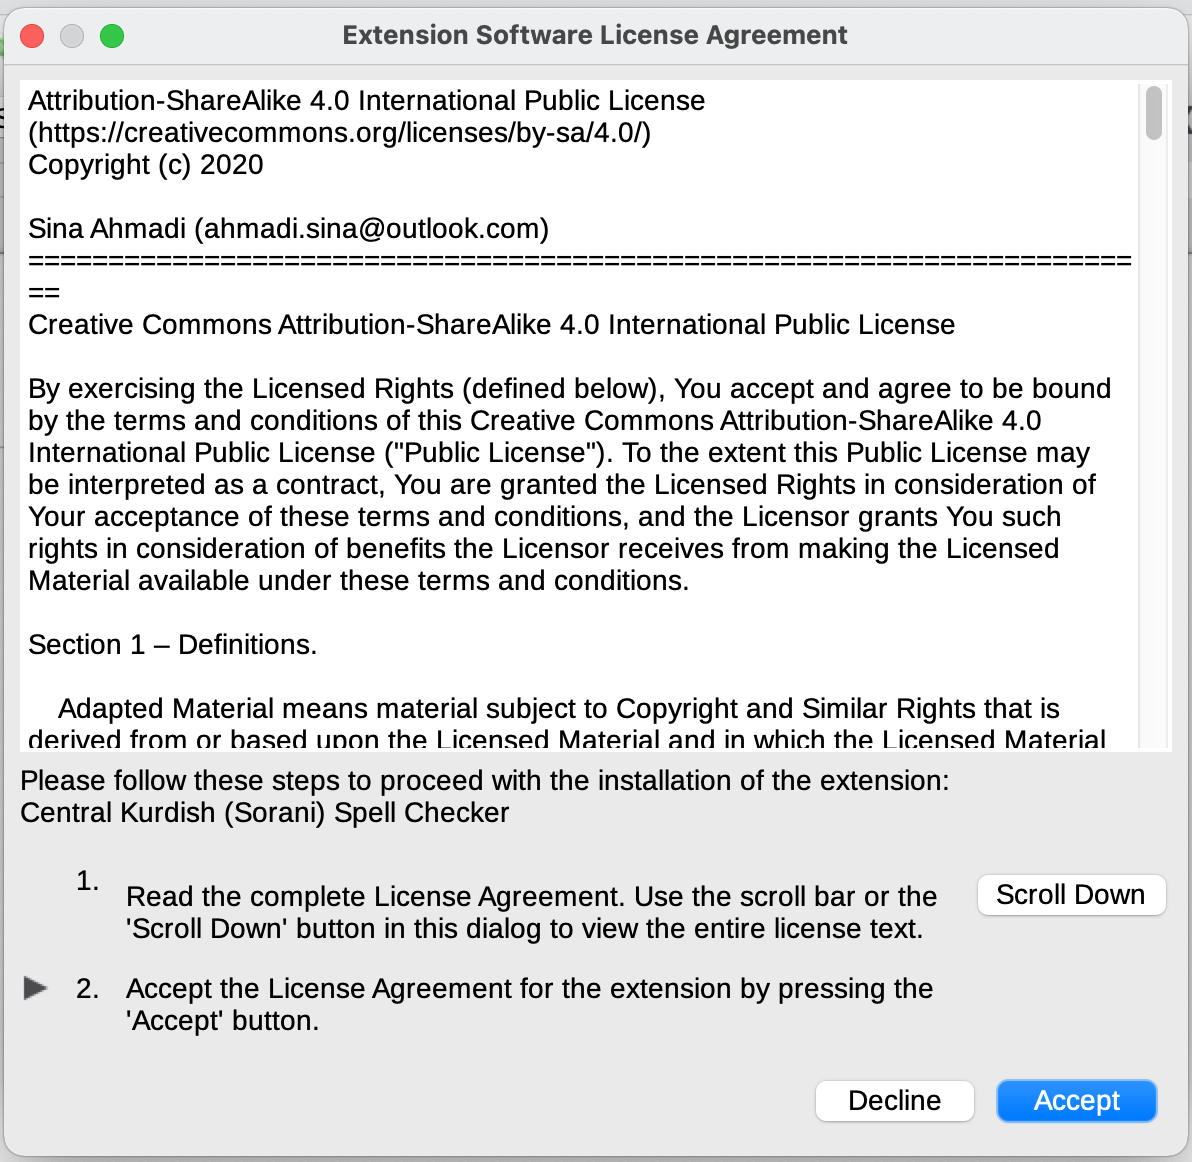 Extension Software License Agreement
Attribution-ShareAlike 4.0 International Public License
(https://creativecommons.org/licenses/by-sa/4.0/)
Copyright (c) 2020
Sina Ahmadi (ahmadi.sina@outlook.com)
=====================================================================
==
Creative Commons Attribution-ShareAlike 4.0 International Public License
By exercising the Licensed Rights (defined below), You accept and agree to be bound
by the terms and conditions of this Creative Commons Attribution-ShareAlike 4.0
International Public License ("Public License"). To the extent this Public License may
be interpreted as a contract, You are granted the Licensed Rights in consideration of
Your acceptance of these terms and conditions, and the Licensor grants You such
rights in consideration of benefits the Licensor receives from making the Licensed
Material available under these terms and conditions.
Section 1 – Definitions.
Adapted Material means material subject to Copyright and Similar Rights that is
derived from or based upon the Licensed Material and in which the Licensed Material
Please follow these steps to proceed with the installation of the extension:
Central Kurdish (Sorani) Spell Checker
1. Read the complete License Agreement. Use the scroll bar or the
'Scroll Down' button in this dialog to view the entire license text.
Scroll Down
2. Accept the License Agreement for the extension by pressing the
'Accept' button.
Decline
Accept